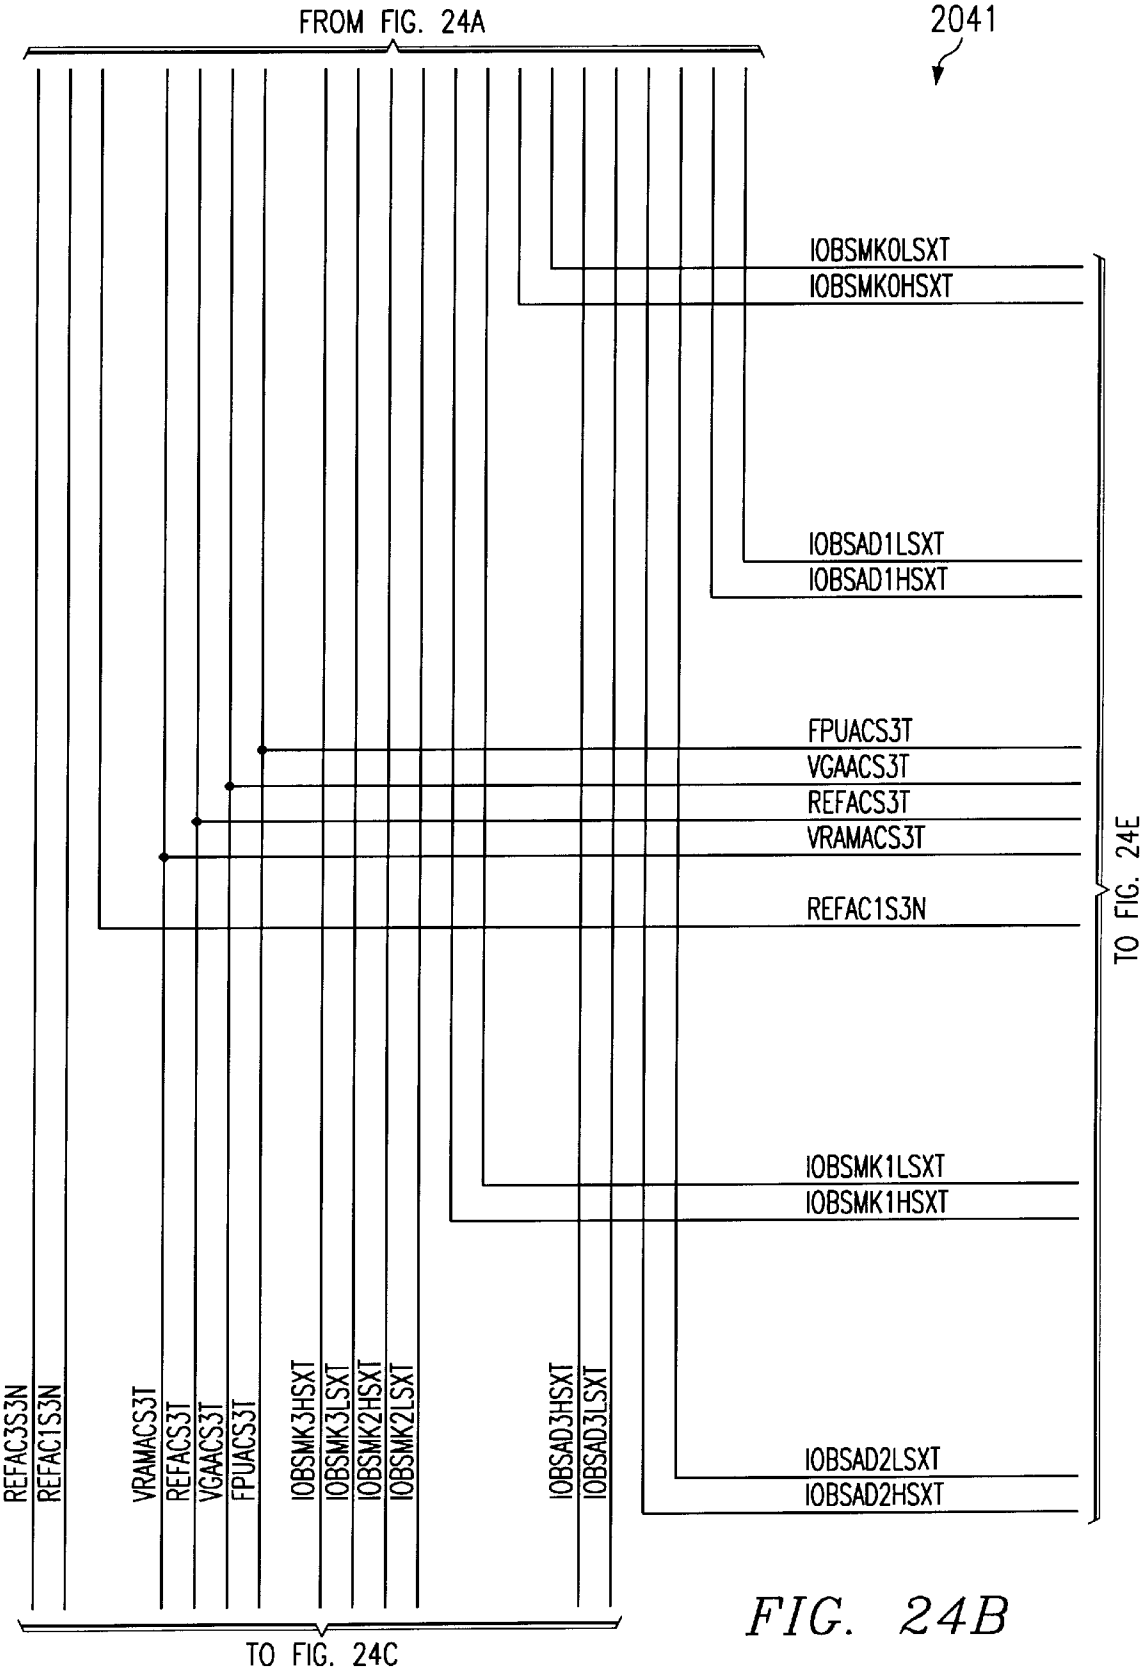 FROM FIG. 24A
2041
IOBSMK0LSXT
IOBSMK0HSXT
IOBSAD1LSXT
IOBSAD1HSXT
FPUACS3T
VGAACS3T
REFACS3T
VRAMACS3T
REFAC1S3N
TO FIG. 24E
IOBSMK1LSXT
IOBSMK1HSXT
IOBSAD2LSXT
IOBSAD2HSXT
REFAC3S3N
REFAC1S3N
VRAMACS3T
REFACS3T
VGAACS3T
FPUACS3T
IOBSMK3HSXT
IOBSMK3LSXT
IOBSMK2HSXT
IOBSMK2LSXT
IOBSAD3HSXT
IOBSAD3LSXT
TO FIG. 24C
FIG. 24B